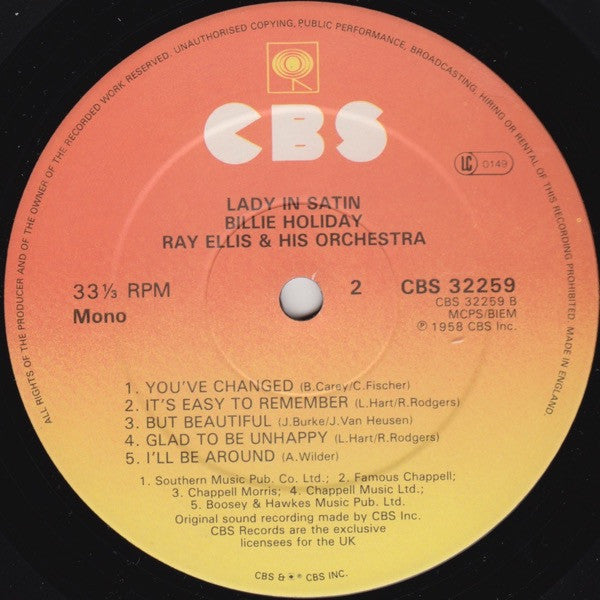 ALL RIGHTS OF THE PRODUCER AND OF THE OWNER OF THE RECORDED WORK RESERVED. UNAUTHORISED COPYING, PUBLIC PERFORMANCE, BROADCASTING, HIRING OR RENTAL OF THIS RECORDING PROHIBITED. MADE IN ENGLAND
CBS
LC 0149
LADY IN SATIN
BILLIE HOLIDAY
RAY ELLIS & HIS ORCHESTRA
33⅓ RPM 2 CBS 32259
Mono CBS 32259 B
MCPS/BIEM
℗ 1958 CBS Inc.
1. YOU'VE CHANGED (B.Carey/C.Fischer)
2. IT'S EASY TO REMEMBER (L.Hart/R.Rodgers)
3. BUT BEAUTIFUL (J.Burke/J.Van Heusen)
4. GLAD TO BE UNHAPPY (L.Hart/R.Rodgers)
5. I'LL BE AROUND (A.Wilder)
1. Southern Music Pub. Co. Ltd.; 2. Famous Chappell;
3. Chappell Morris; 4. Chappell Music Ltd.;
5. Boosey & Hawkes Music Pub. Ltd.
Original sound recording made by CBS Inc.
CBS Records are the exclusive
licensees for the UK
CBS & ® CBS INC.